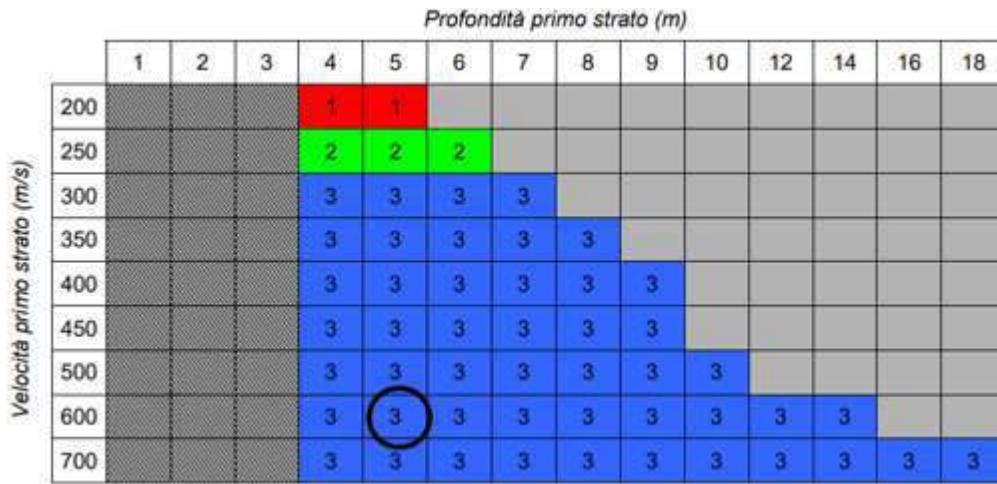 Profondità primo strato (m)
1 2 3 4 5 6 7 8 9 10 12 14 16 18
Velocità primo strato (m/s)
200 1 1
250 2 2 2
300 3 3 3 3
350 3 3 3 3 3
400 3 3 3 3 3 3
450 3 3 3 3 3 3
500 3 3 3 3 3 3 3
600 3 3 3 3 3 3 3 3 3
700 3 3 3 3 3 3 3 3 3 3 3